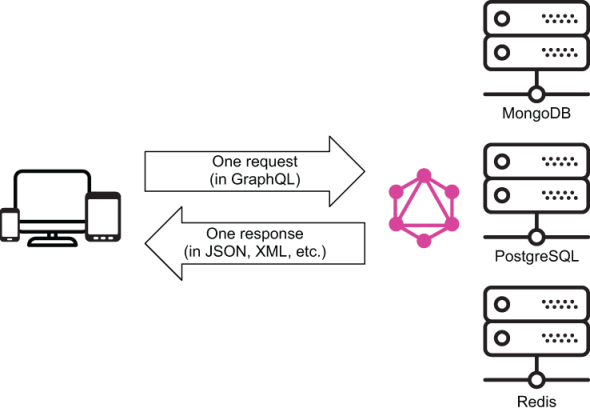 MongoDB
One request
(in GraphQL)
One response
(in JSON, XML, etc.)
PostgreSQL
Redis